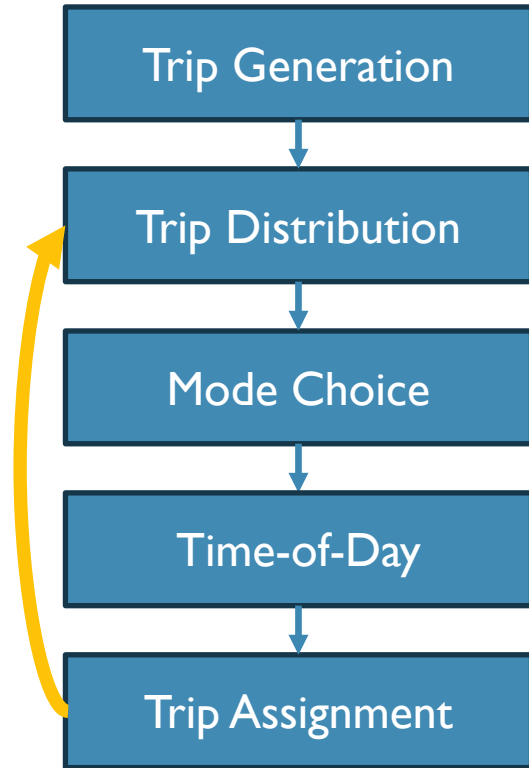 Trip Generation
Trip Distribution
Mode Choice
Time-of-Day
Trip Assignment